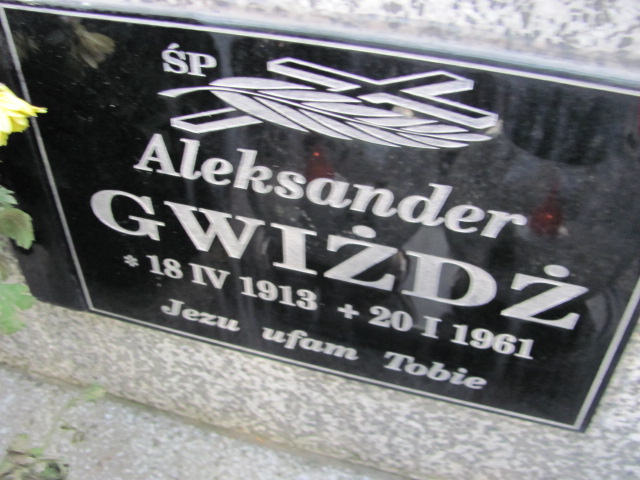 ŚP
Aleksander
GWIŻDŻ
* 18 IV 1913 + 20 I 1961
Jezu ufam Tobie